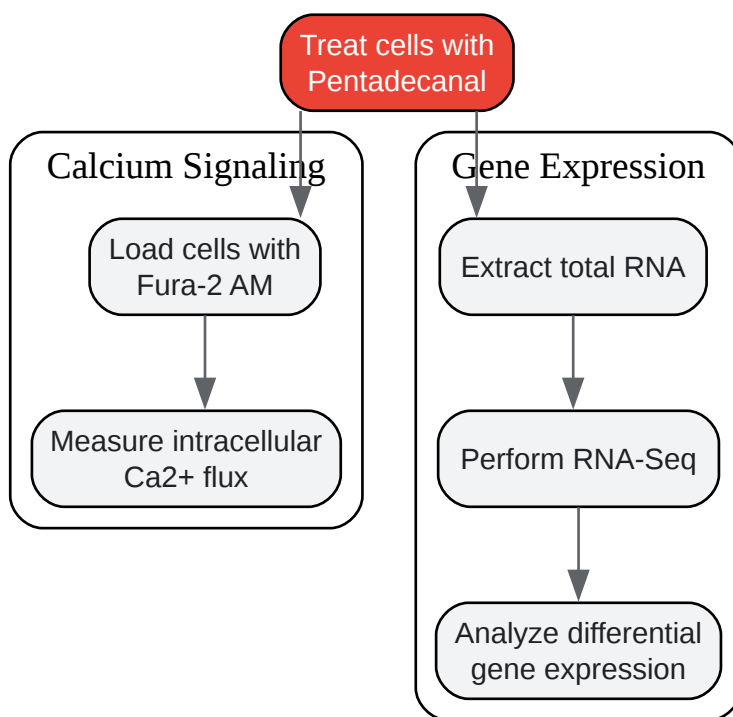 Treat cells with
Pentadecanal
Calcium Signaling
Load cells with
Fura-2 AM
Measure intracellular
Ca2+ flux
Gene Expression
Extract total RNA
Perform RNA-Seq
Analyze differential
gene expression